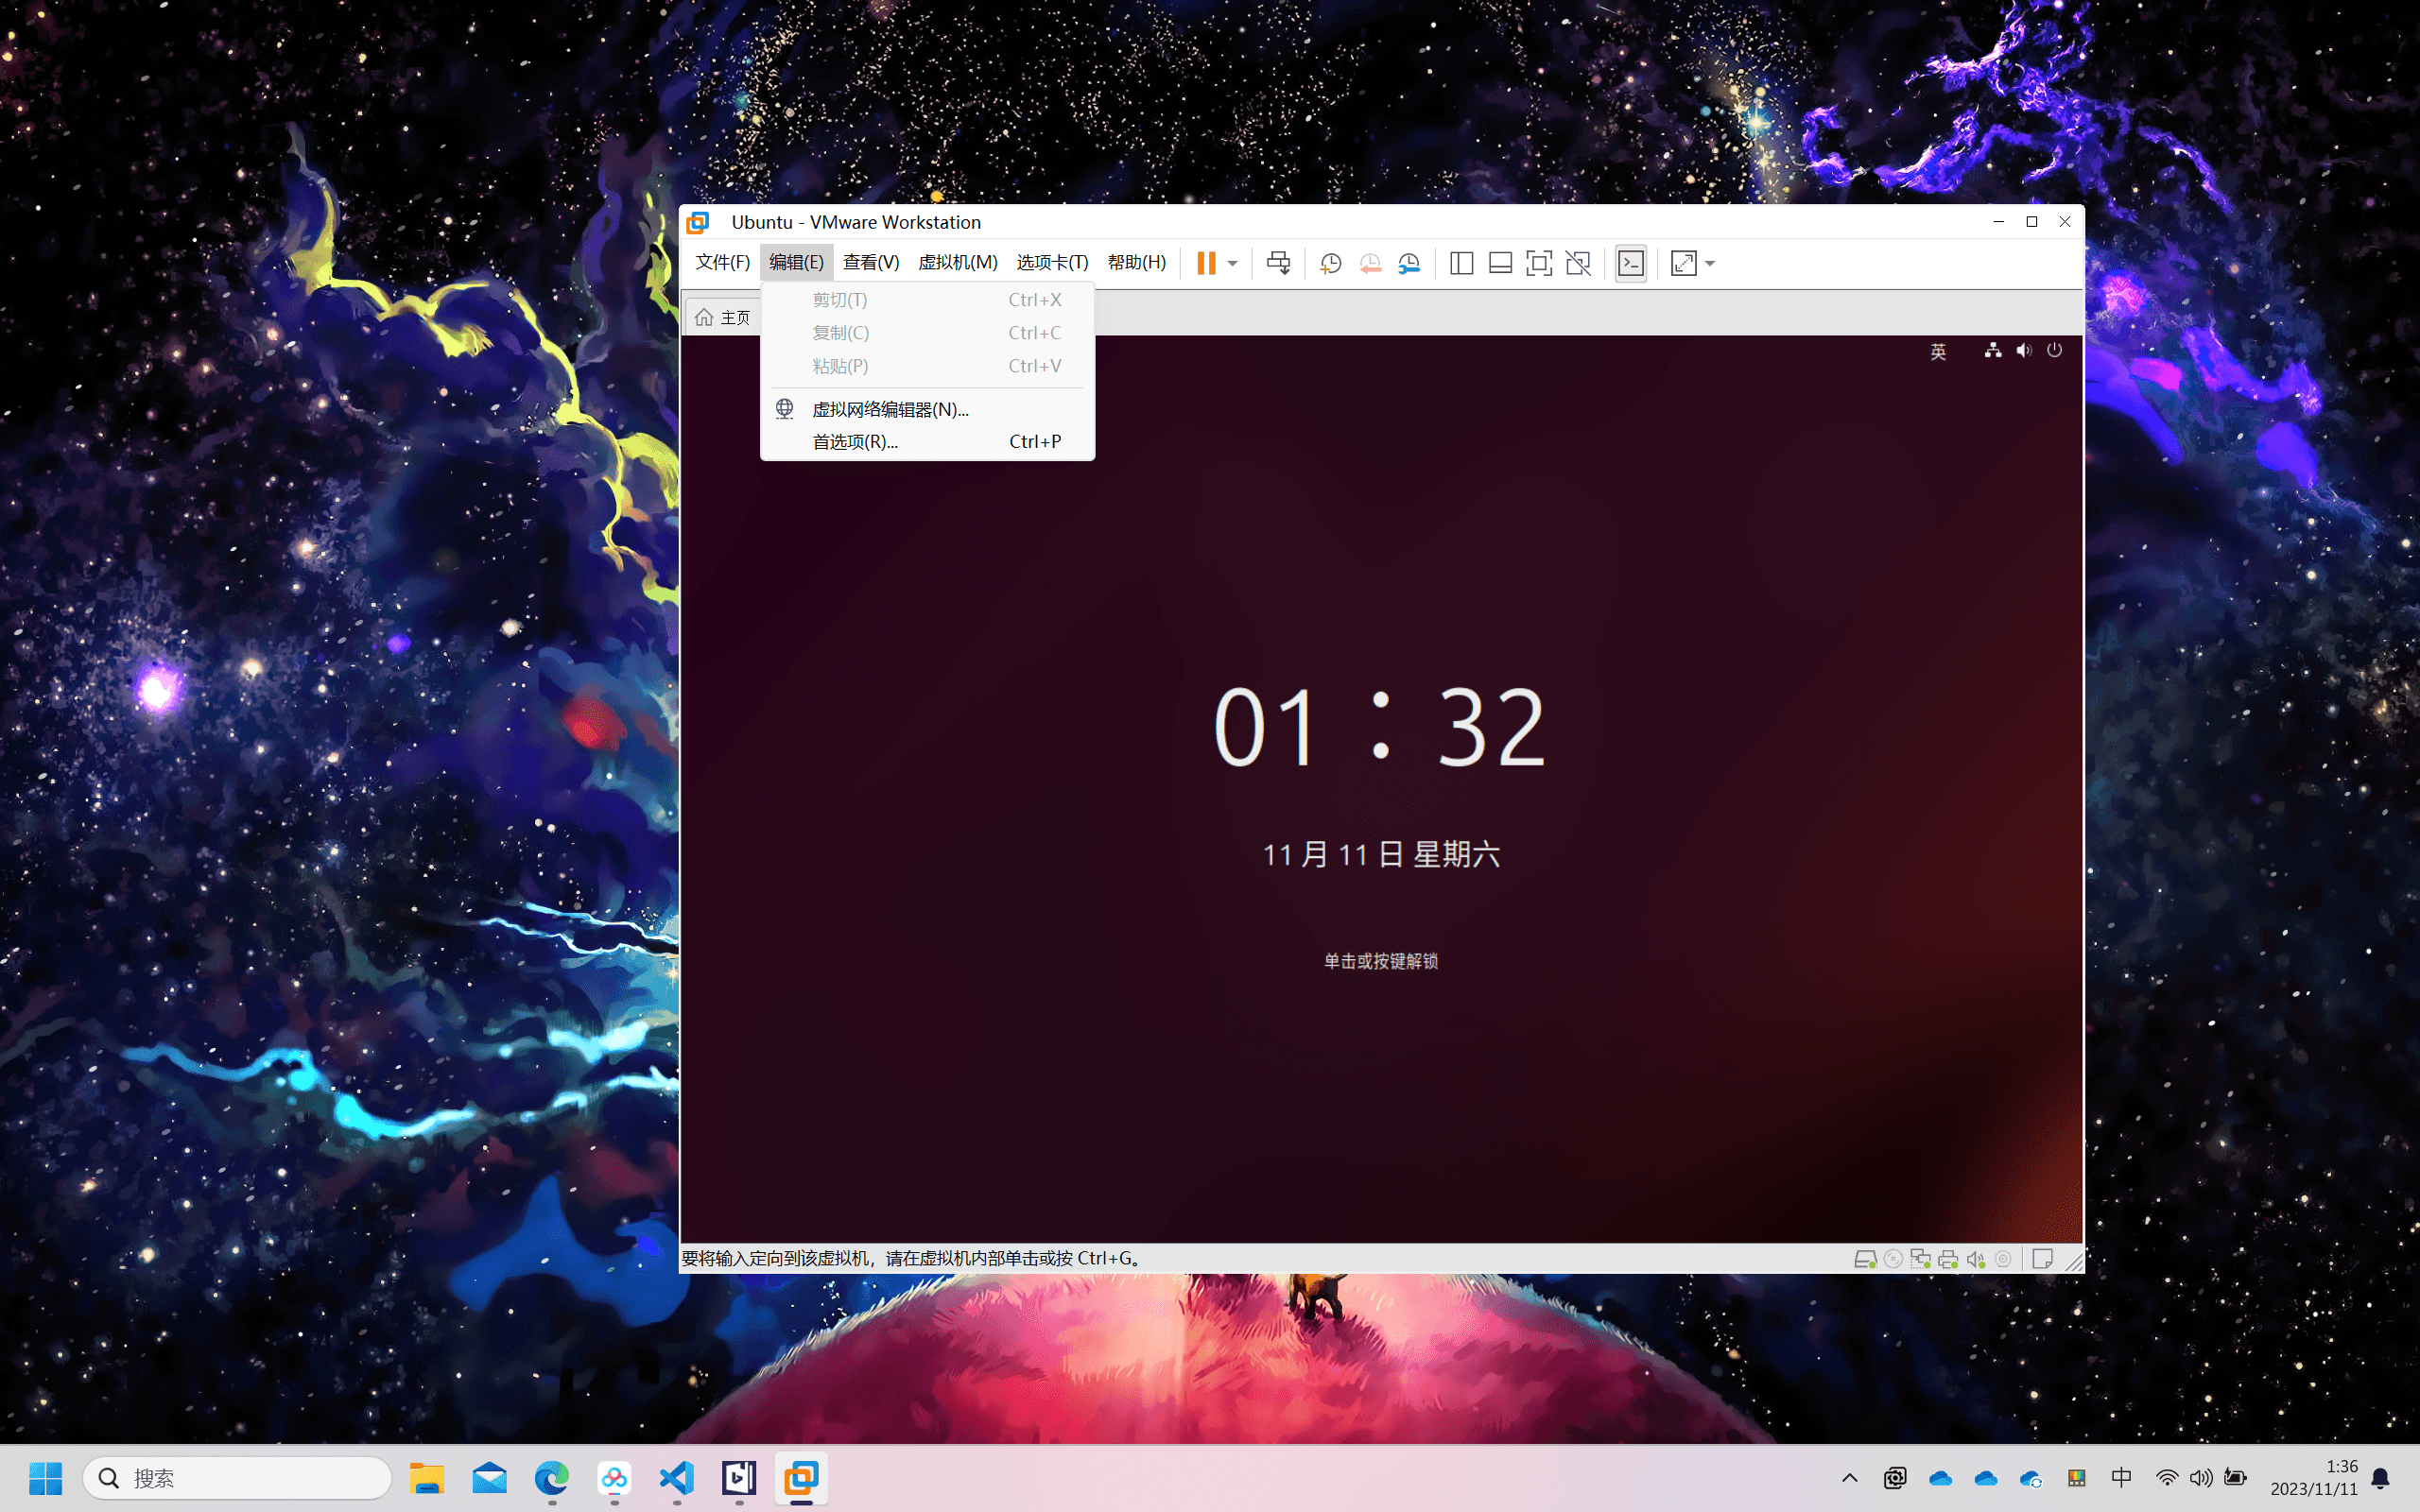 Ubuntu - VMware Workstation
文件(F) 编辑(E) 查看(V) 虚拟机(M) 选项卡(T) 帮助(H)
主页
剪切(T) Ctrl+X
复制(C) Ctrl+C
粘贴(P) Ctrl+V
虚拟网络编辑器(N)...
首选项(R)... Ctrl+P
英
01：32
11 月 11 日 星期六
单击或按键解锁
要将输入定向到该虚拟机，请在虚拟机内部单击或按 Ctrl+G。
搜索
中
1:36
2023/11/11